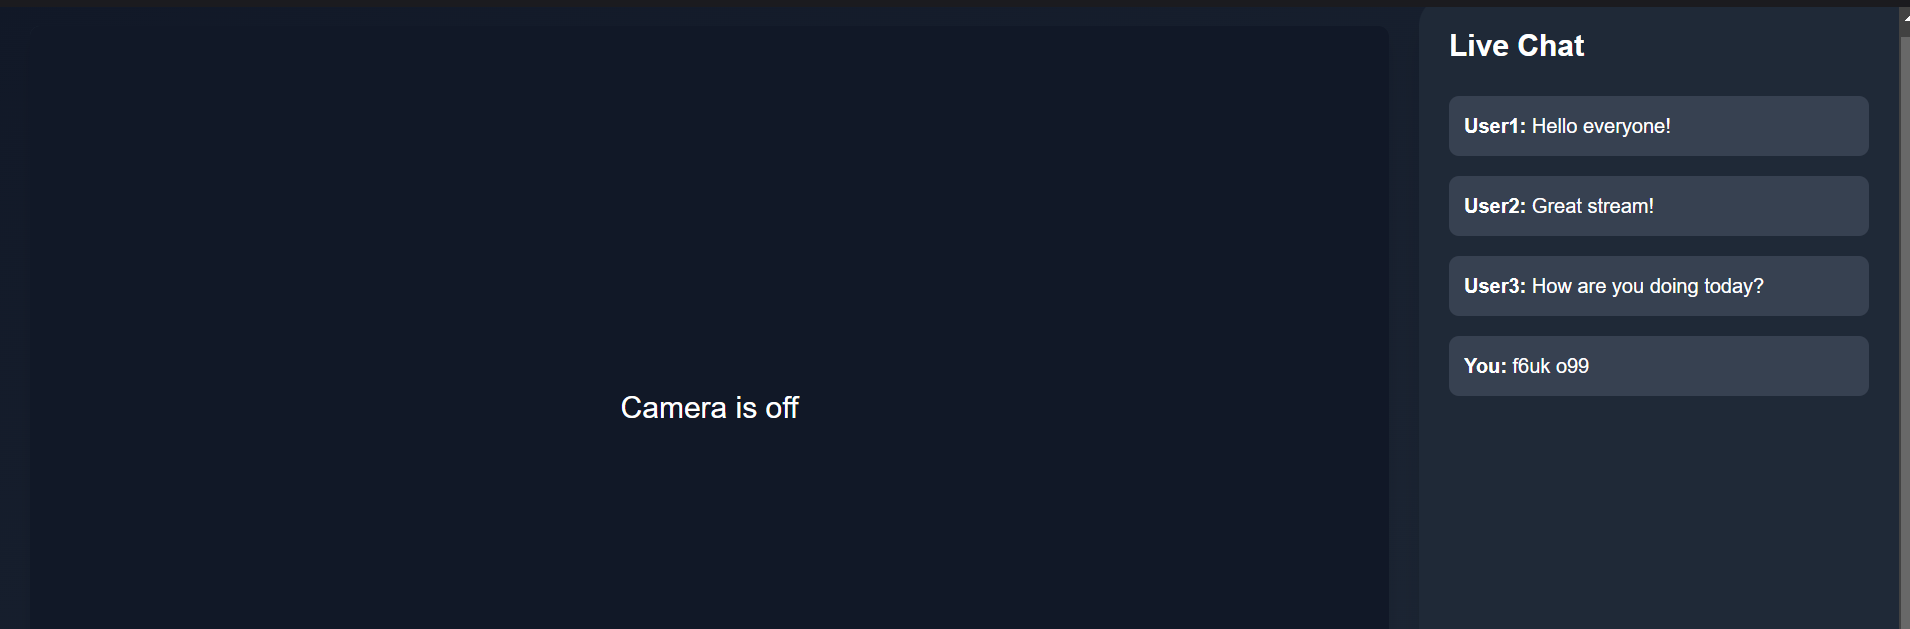 Live Chat
User1: Hello everyone!
User2: Great stream!
User3: How are you doing today?
You: f6uk o99
Camera is off